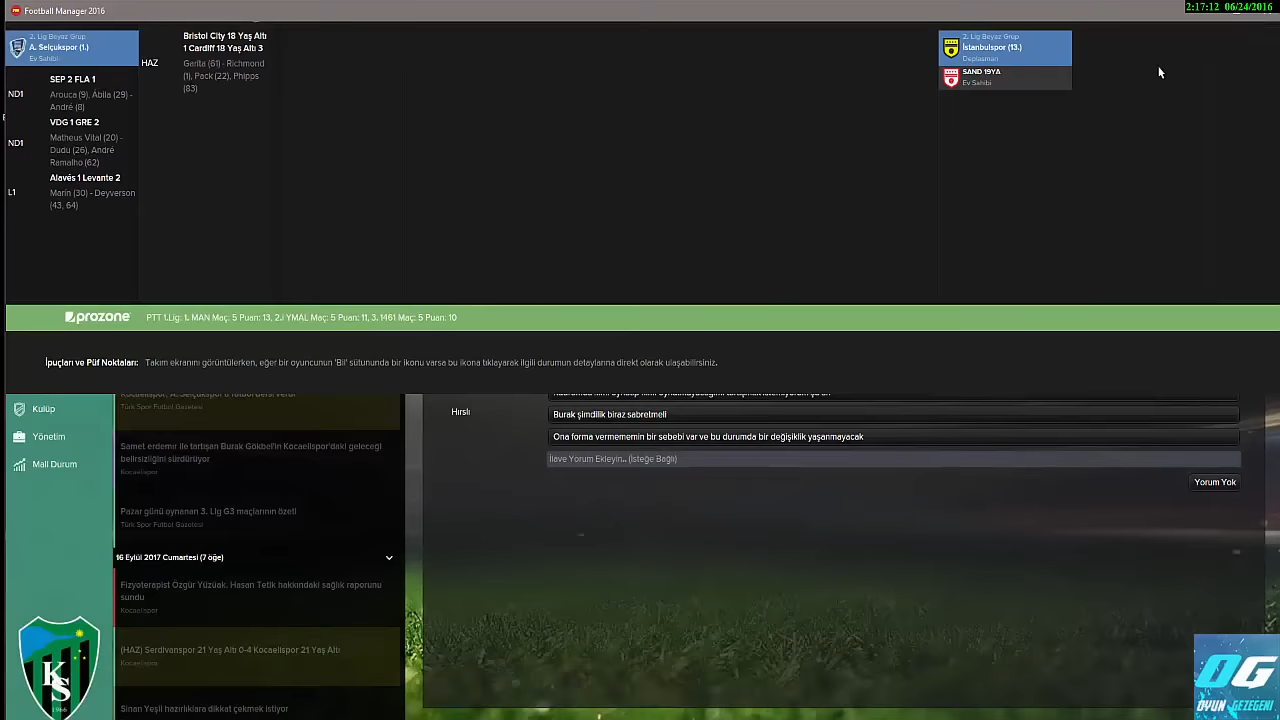 Football Manager 2016
2:17:12 06/24/2016
2. Lig Beyaz Grup
A. Selçukspor (1.)
Ev Sahibi
SEP 2 FLA 1
ND1
Arouca (9), Ábila (29) -
André (8)
VDG 1 GRE 2
ND1
Matheus Vital (20) -
Dudu (26), André
Ramalho (62)
Alavés 1 Levante 2
L1
Marín (30) - Deyverson
(43, 64)
Bristol City 18 Yaş Altı
1 Cardiff 18 Yaş Altı 3
HAZ
Garita (61) - Richmond
(1), Pack (22), Phipps
(83)
2. Lig Beyaz Grup
İstanbulspor (13.)
Deplasman
SAND 19YA
Ev Sahibi
prozone
PTT 1.Lig: 1. MAN Maç: 5 Puan: 13, 2.i YMAL Maç: 5 Puan: 11, 3. 1461 Maç: 5 Puan: 10
İpuçları ve Püf Noktaları: Takım ekranını görüntülerken, eğer bir oyuncunun 'Bil' sütununda bir ikonu varsa bu ikona tıklayarak ilgili durumun detaylarına direkt olarak ulaşabilirsiniz.
Kulüp
Yönetim
Mali Durum
Türk Spor Futbol Gazetesi
Samet erdemir ile tartışan Burak Gökbel'in Kocaelispor'daki geleceği
belirsizliğini sürdürüyor
Kocaelispor
Pazar günü oynanan 3. Lig G3 maçlarının özeti
Türk Spor Futbol Gazetesi
16 Eylül 2017 Cumartesi (7 öğe)
Fizyoterapist Özgür Yüzüak, Hasan Tetik hakkındaki sağlık raporunu
sundu
Kocaelispor
(HAZ) Serdivanspor 21 Yaş Altı 0-4 Kocaelispor 21 Yaş Altı
Kocaelispor
Sinan Yeşil hazırlıklara dikkat çekmek istiyor
Hırslı
Burak şimdilik biraz sabretmeli
Ona forma vermememin bir sebebi var ve bu durumda bir değişiklik yaşanmayacak
İlave Yorum Ekleyin.. (İsteğe Bağlı)
Yorum Yok
KS
1966
OG
OYUN GEZEGENİ